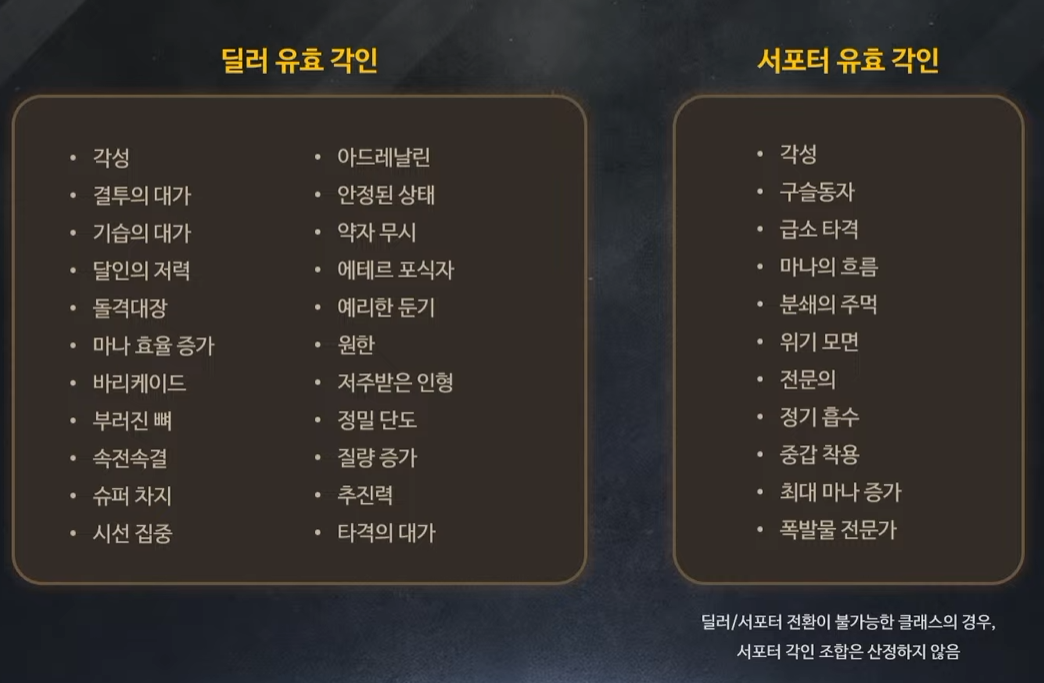 딜러 유효 각인
• 각성
• 결투의 대가
• 기습의 대가
• 달인의 저력
• 돌격대장
• 마나 효율 증가
• 바리케이드
• 부러진 뼈
• 속전속결
• 슈퍼 차지
• 시선 집중
• 아드레날린
• 안정된 상태
• 약자 무시
• 에테르 포식자
• 예리한 둔기
• 원한
• 저주받은 인형
• 정밀 단도
• 질량 증가
• 추진력
• 타격의 대가
서포터 유효 각인
• 각성
• 구슬동자
• 급소 타격
• 마나의 흐름
• 분쇄의 주먹
• 위기 모면
• 전문의
• 정기 흡수
• 중갑 착용
• 최대 마나 증가
• 폭발물 전문가
딜러/서포터 전환이 불가능한 클래스의 경우,
서포터 각인 조합은 산정하지 않음